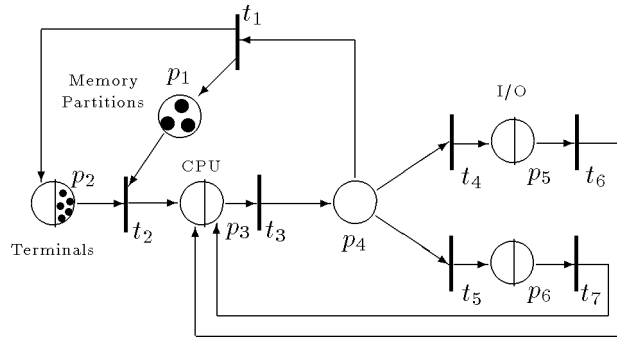 t1
Memory
Partitions
p1
I/O
CPU
p2
t2
p3
t3
p4
t4
p5
t6
Terminals
t5
p6
t7